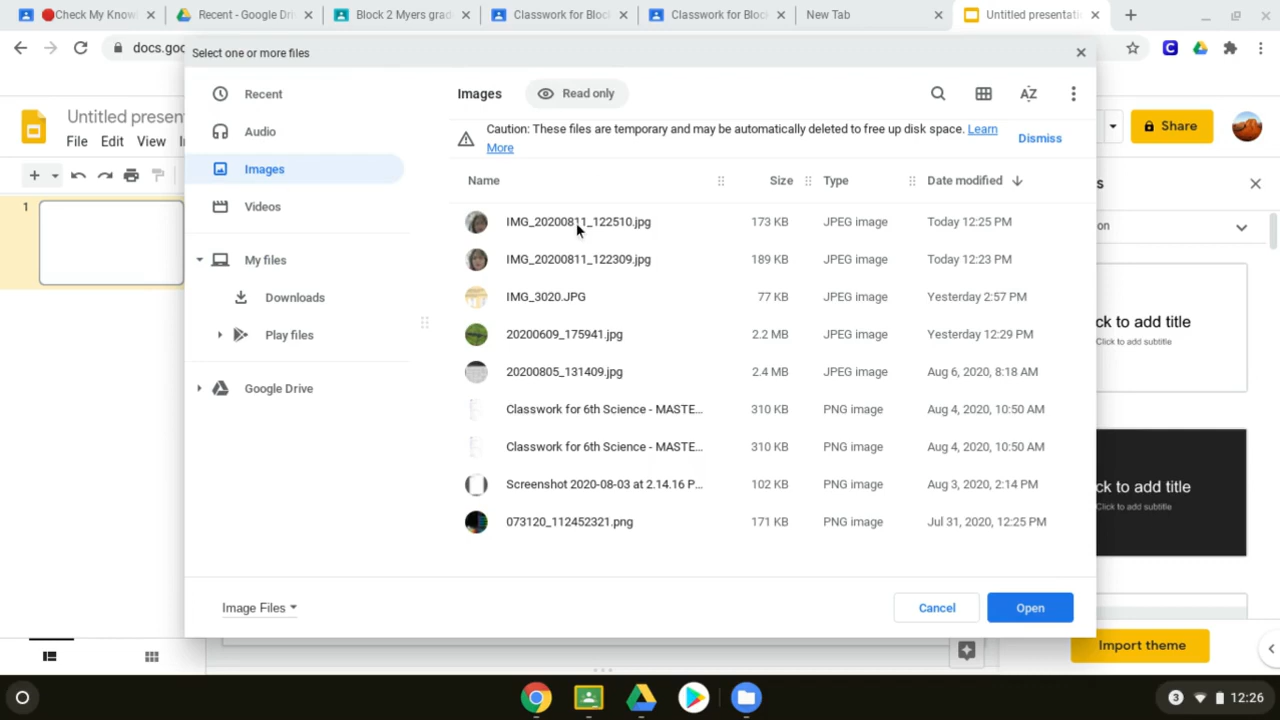 🔴Check My Know
Recent - Google Dri
Block 2 Myers grad
Classwork for Bloc
Classwork for Bloc
New Tab
Untitled presentati
docs.goo
Select one or more files
Untitled presen
File Edit View
Share
Recent
Audio
Images
Videos
My files
Downloads
Play files
Google Drive
Images
Read only
AZ
Caution: These files are temporary and may be automatically deleted to free up disk space. Learn
More
Dismiss
Name Size Type Date modified
IMG_20200811_122510.jpg 173 KB JPEG image Today 12:25 PM
IMG_20200811_122309.jpg 189 KB JPEG image Today 12:23 PM
IMG_3020.JPG 77 KB JPEG image Yesterday 2:57 PM
20200609_175941.jpg 2.2 MB JPEG image Yesterday 12:29 PM
20200805_131409.jpg 2.4 MB JPEG image Aug 6, 2020, 8:18 AM
Classwork for 6th Science - MASTE... 310 KB PNG image Aug 4, 2020, 10:50 AM
Classwork for 6th Science - MASTE... 310 KB PNG image Aug 4, 2020, 10:50 AM
Screenshot 2020-08-03 at 2.14.16 P... 102 KB PNG image Aug 3, 2020, 2:14 PM
073120_112452321.png 171 KB PNG image Jul 31, 2020, 12:25 PM
Image Files
Cancel
Open
1
s
on
ck to add title
Click to add subtitle
ck to add title
Click to add subtitle
Import theme
3
12:26